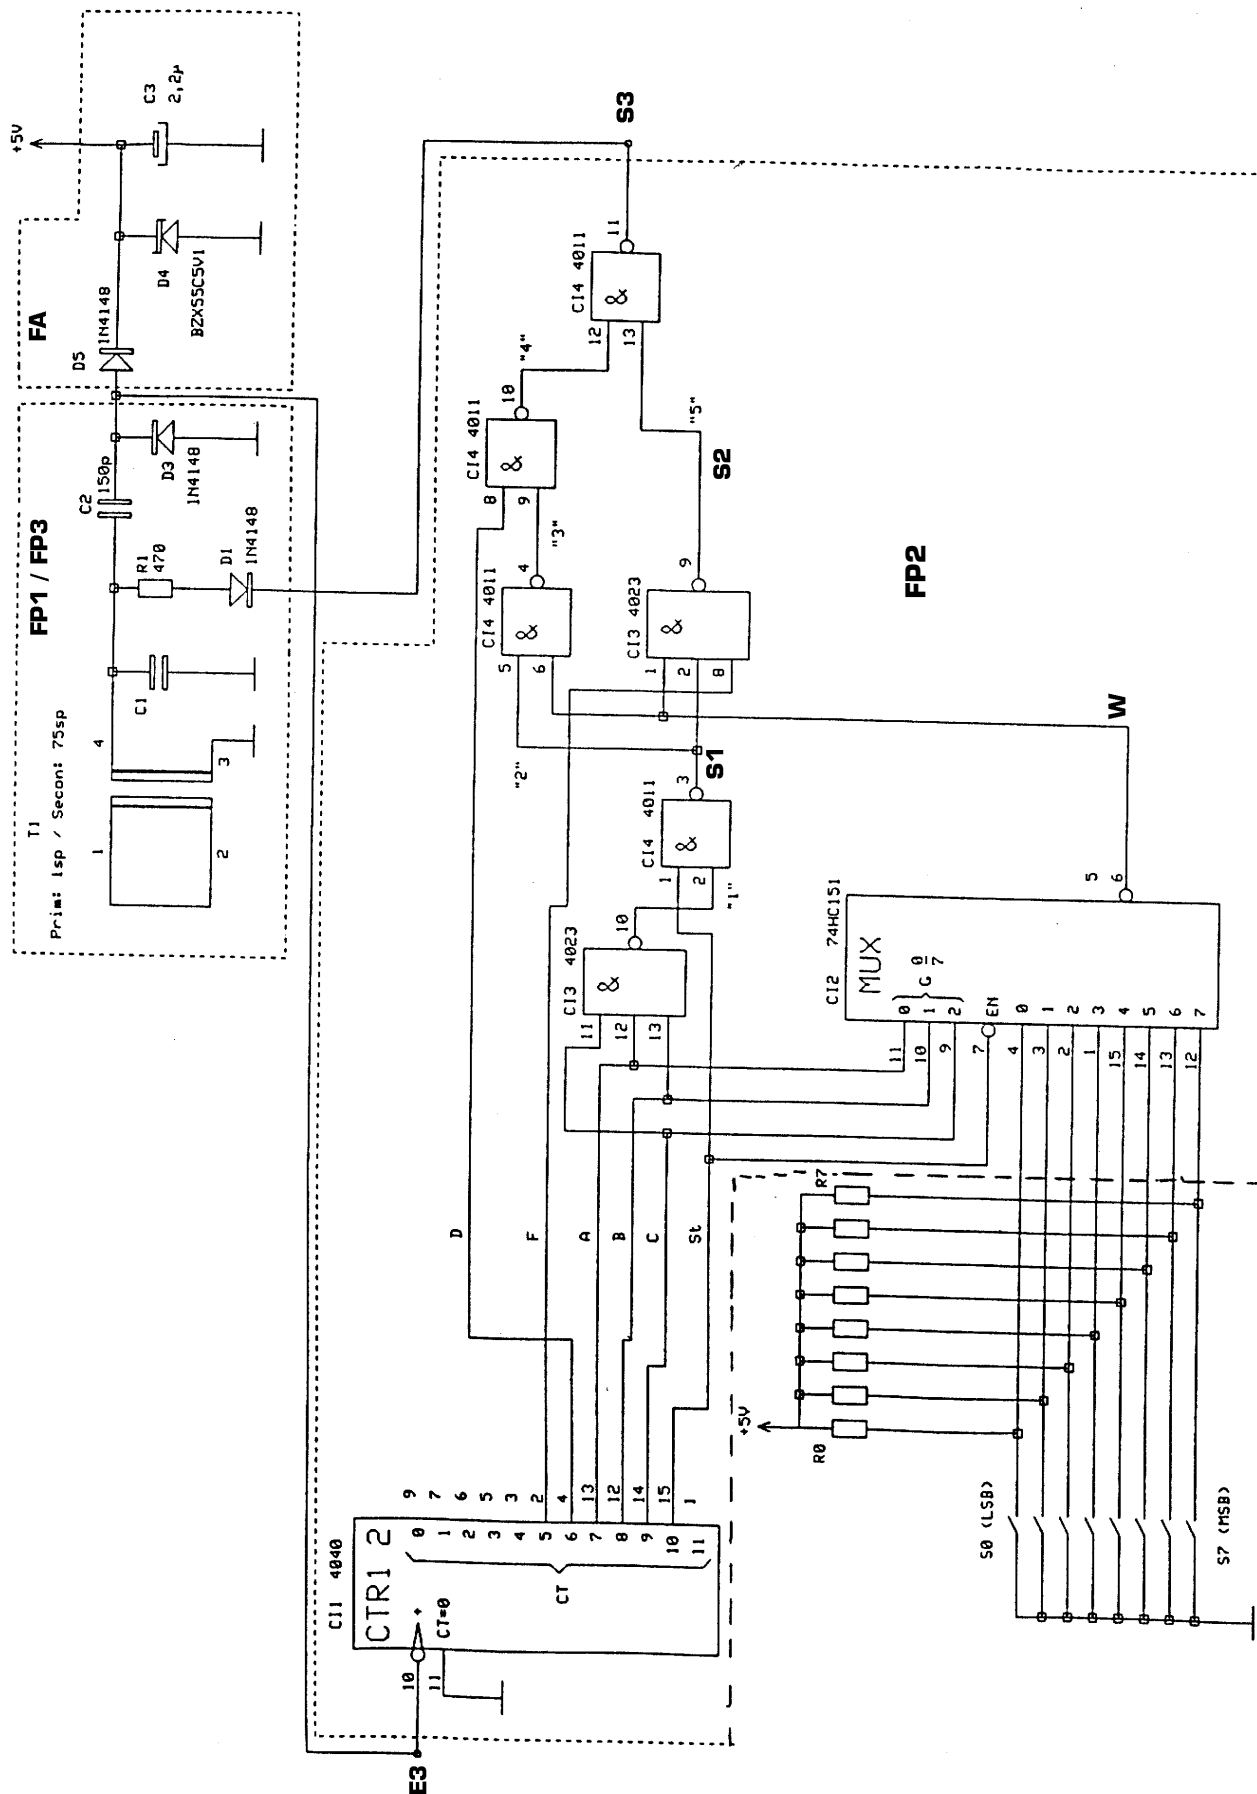 FA
+5V
C3
2,2µ
D5
1N4148
D4
BZX55C5V1
FP1 / FP3
T1
Prim: 1sp / Secon: 75sp
1
2
4
3
C1
R1
470
D1
1N4148
C2
150p
D3
1N4148
S3
CI4 4011
&
12
13
11
"4"
"5"
CI4 4011
&
8
9
10
"3"
CI4 4011
&
5
6
4
"2"
CI3 4023
&
1
2
8
9
S2
FP2
S1
CI4 4011
&
1
2
3
"1"
CI3 4023
&
11
12
13
10
W
CI2 74HC151
MUX
0
1
2
G 0/7
EN
0
1
2
3
4
5
6
7
11
10
9
7
4
3
2
1
15
14
13
12
5
6
D
F
A
B
C
St
CI1 4040
CTR1 2
+
CT=0
CT
0
1
2
3
4
5
6
7
8
9
10
11
9
7
6
5
3
2
4
13
12
14
15
1
10
11
E3
+5V
R0
R7
S0 (LSB)
S7 (MSB)